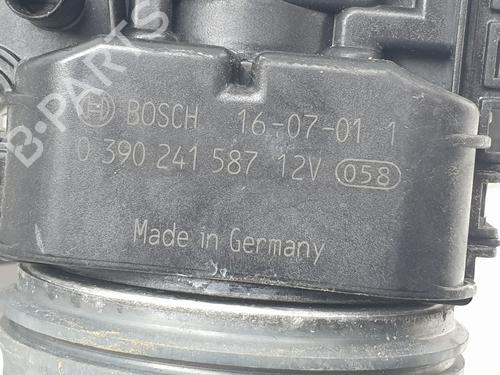 BOSCH 16-07-01 1
0 390 241 587 12V 058
Made in Germany
B-PARTS